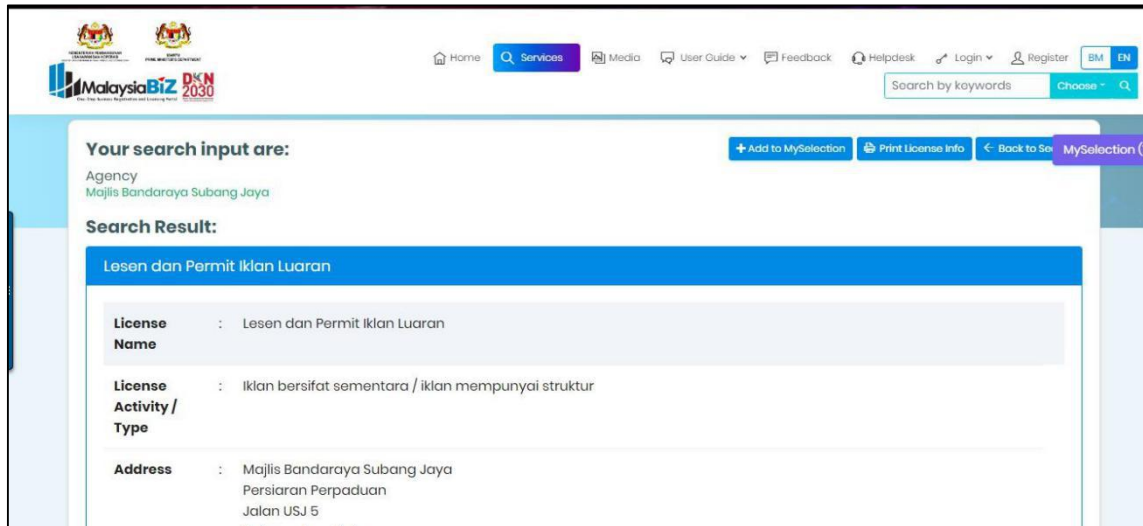 Home
Services
Media
User Guide
Feedback
Helpdesk
Login
Register
BM
EN
MalaysiaBiZ
DKN
2030
Search by keywords
Choose
Your search input are:
+ Add to MySelection
Print License Info
Back to Se
MySelection (
Agency
Majlis Bandaraya Subang Jaya
Search Result:
Lesen dan Permit Iklan Luaran
License Name : Lesen dan Permit Iklan Luaran
License Activity / Type : Iklan bersifat sementara / iklan mempunyai struktur
Address : Majlis Bandaraya Subang Jaya
Persiaran Perpaduan
Jalan USJ 5